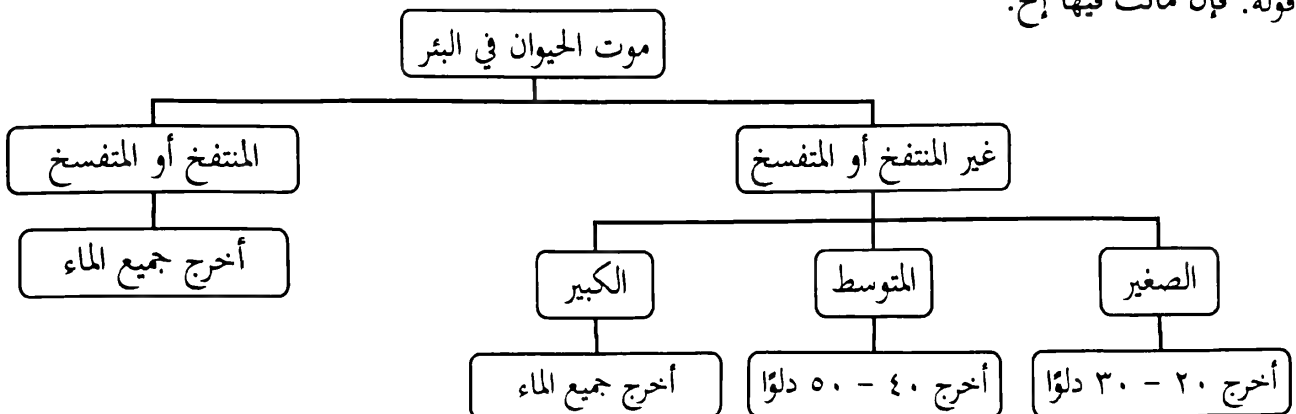 قوله: فإن ماتت فيها إلخ:
موت الحيوان في البئر
غير المنتفخ أو المتفسخ
المنتفخ أو المتفسخ
الصغير
المتوسط
الكبير
أخرج جميع الماء
أخرج ٢٠ – ٣٠ دلوًا
أخرج ٤٠ – ٥٠ دلوًا
أخرج جميع الماء